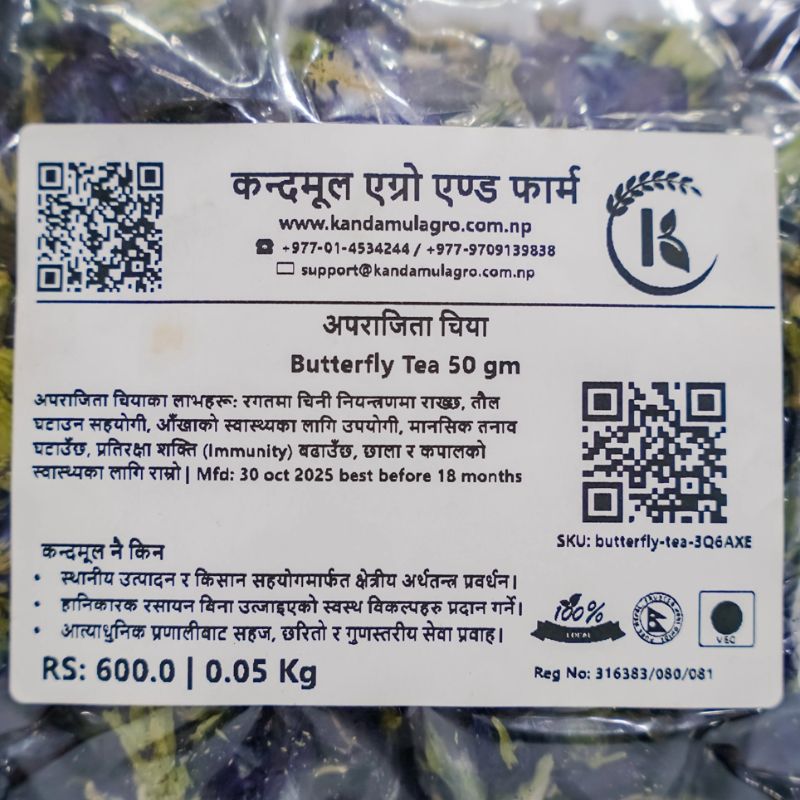 कन्दमूल एग्रो एण्ड फार्म
www.kandamulagro.com.np
+977-01-4534244 / +977-9709139838
support@kandamulagro.com.np
अपराजिता चिया
Butterfly Tea 50 gm
अपराजिता चियाका लाभहरू: रगतमा चिनी नियन्त्रणमा राख्छ, तौल
घटाउन सहयोगी, आँखाको स्वास्थ्यका लागि उपयोगी, मानसिक तनाव
घटाउँछ, प्रतिरक्षा शक्ति (Immunity) बढाउँछ, छाला र कपालको
स्वास्थ्यका लागि राम्रो | Mfd: 30 oct 2025 best before 18 months
SKU: butterfly-tea-3Q6AXE
कन्दमूल नै किन
• स्थानीय उत्पादन र किसान सहयोगमार्फत क्षेत्रीय अर्थतन्त्र प्रवर्धन।
• हानिकारक रसायन बिना उत्जाइएको स्वस्थ विकल्पहरु प्रदान गर्ने।
• आत्याधुनिक प्रणालीबाट सहज, छरितो र गुणस्तरीय सेवा प्रवाह।
100%
LOCAL
VEG
RS: 600.0 | 0.05 Kg
Reg No: 316383/080/081